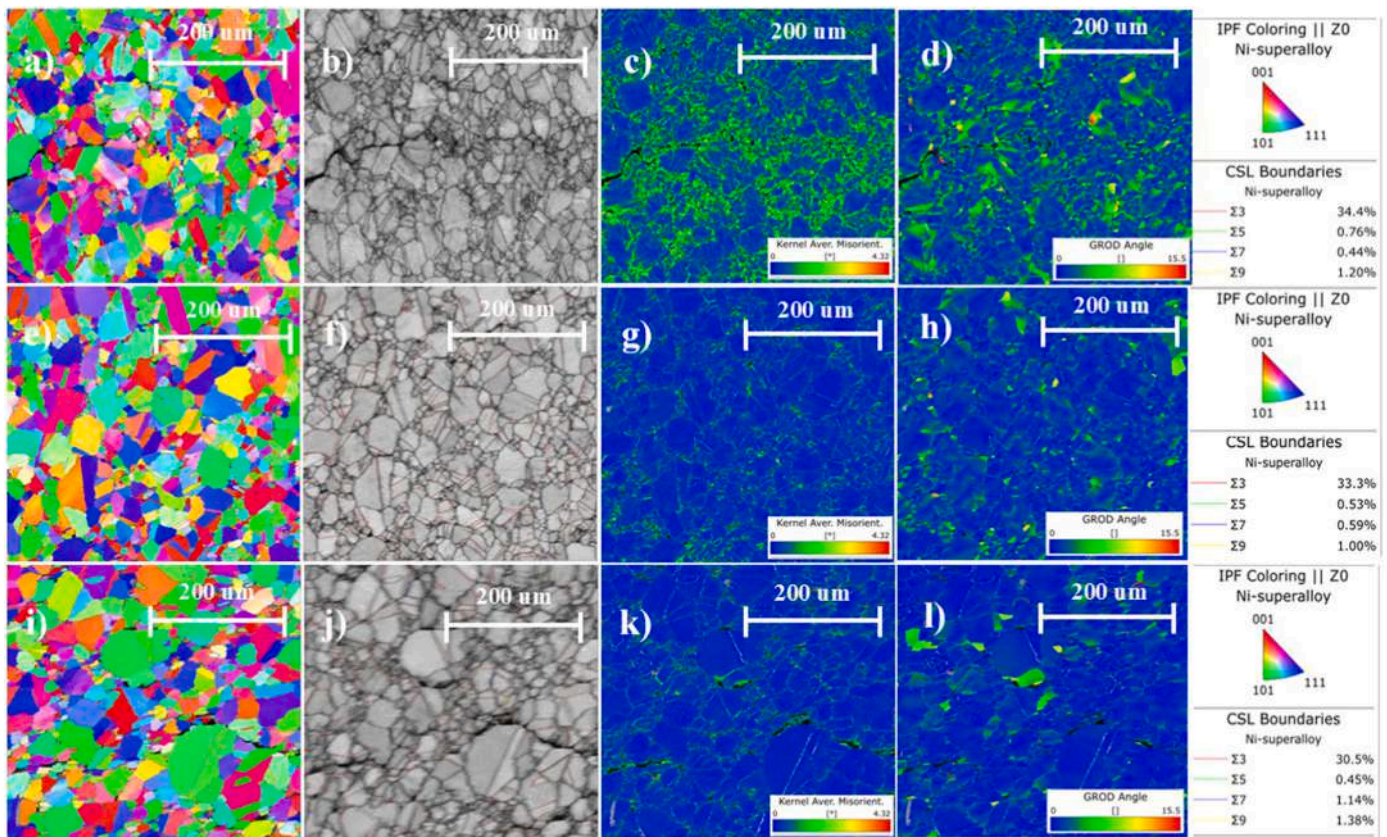 a)
200 um
b)
200 um
c)
200 um
Kernel Aver. Misorient.
[°]
0
4.32
d)
200 um
GROD Angle
[]
0
15.5
IPF Coloring || Z0
Ni-superalloy
001
101
111
CSL Boundaries
Ni-superalloy
Σ3 34.4%
Σ5 0.76%
Σ7 0.44%
Σ9 1.20%
e)
200 um
f)
200 um
g)
200 um
Kernel Aver. Misorient.
[°]
0
4.32
h)
200 um
GROD Angle
[]
0
15.5
IPF Coloring || Z0
Ni-superalloy
001
101
111
CSL Boundaries
Ni-superalloy
Σ3 33.3%
Σ5 0.53%
Σ7 0.59%
Σ9 1.00%
i)
200 um
j)
200 um
k)
200 um
Kernel Aver. Misorient.
[°]
0
4.32
l)
200 um
GROD Angle
[]
0
15.5
IPF Coloring || Z0
Ni-superalloy
001
101
111
CSL Boundaries
Ni-superalloy
Σ3 30.5%
Σ5 0.45%
Σ7 1.14%
Σ9 1.38%